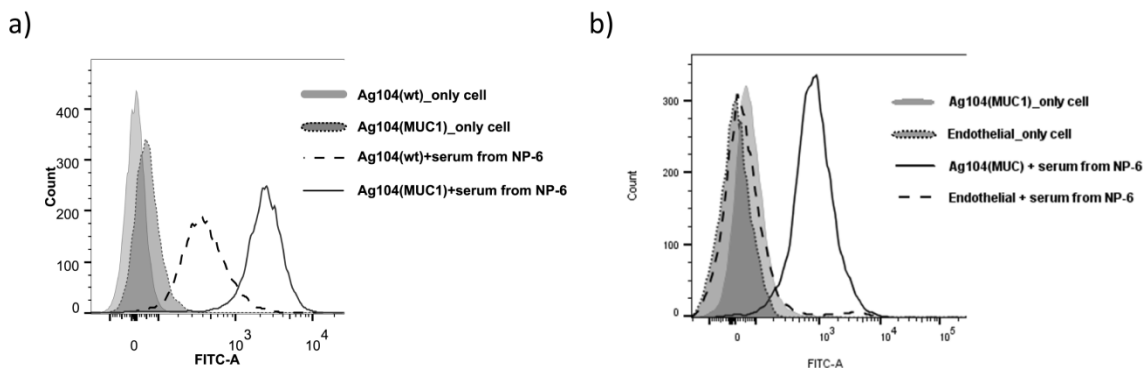 a)
400
300
200
100
0
Count
0
10³
10⁴
FITC-A
Ag104(wt)_only cell
Ag104(MUC1)_only cell
Ag104(wt)+serum from NP-6
Ag104(MUC1)+serum from NP-6
b)
300
200
100
0
Count
0
10³
10⁴
10⁵
FITC-A
Ag104(MUC1)_only cell
Endothelial_only cell
Ag104(MUC) + serum from NP-6
Endothelial + serum from NP-6